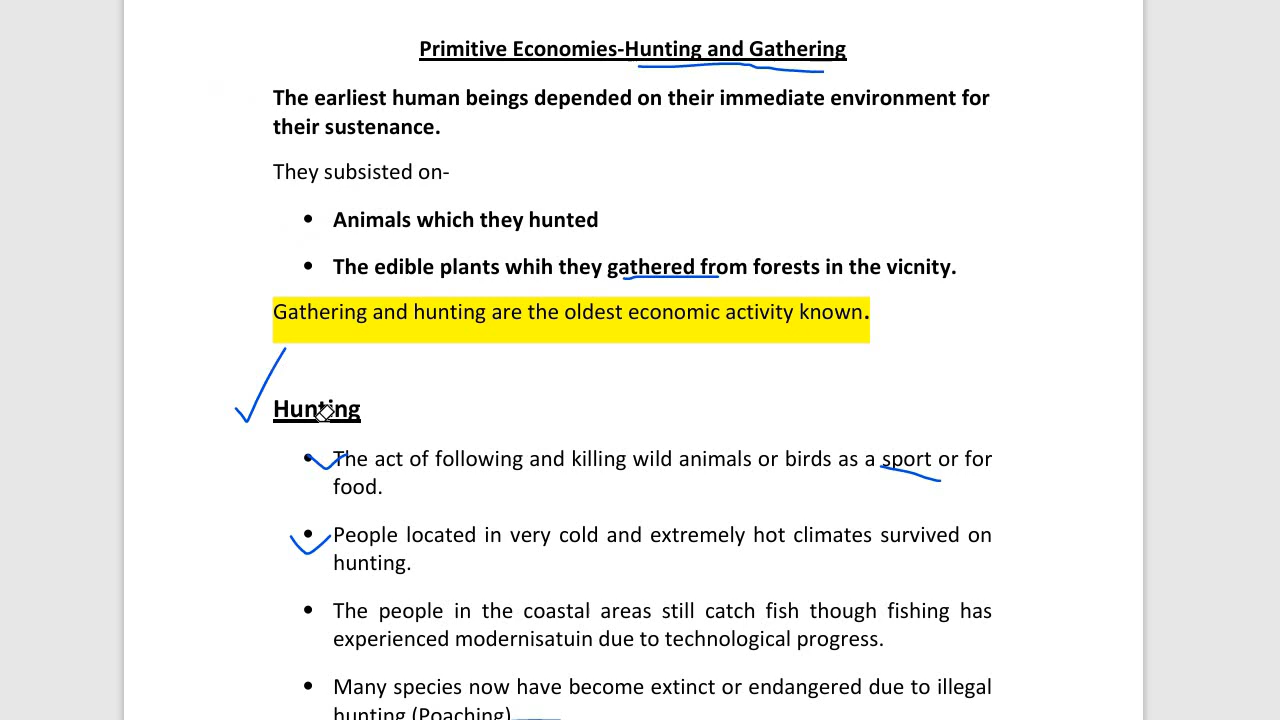 Primitive Economies-Hunting and Gathering
The earliest human beings depended on their immediate environment for
their sustenance.
They subsisted on-
• Animals which they hunted
• The edible plants whih they gathered from forests in the vicnity.
Gathering and hunting are the oldest economic activity known.
Hunting
• The act of following and killing wild animals or birds as a sport or for
food.
• People located in very cold and extremely hot climates survived on
hunting.
• The people in the coastal areas still catch fish though fishing has
experienced modernisatuin due to technological progress.
• Many species now have become extinct or endangered due to illegal
hunting (Poaching)